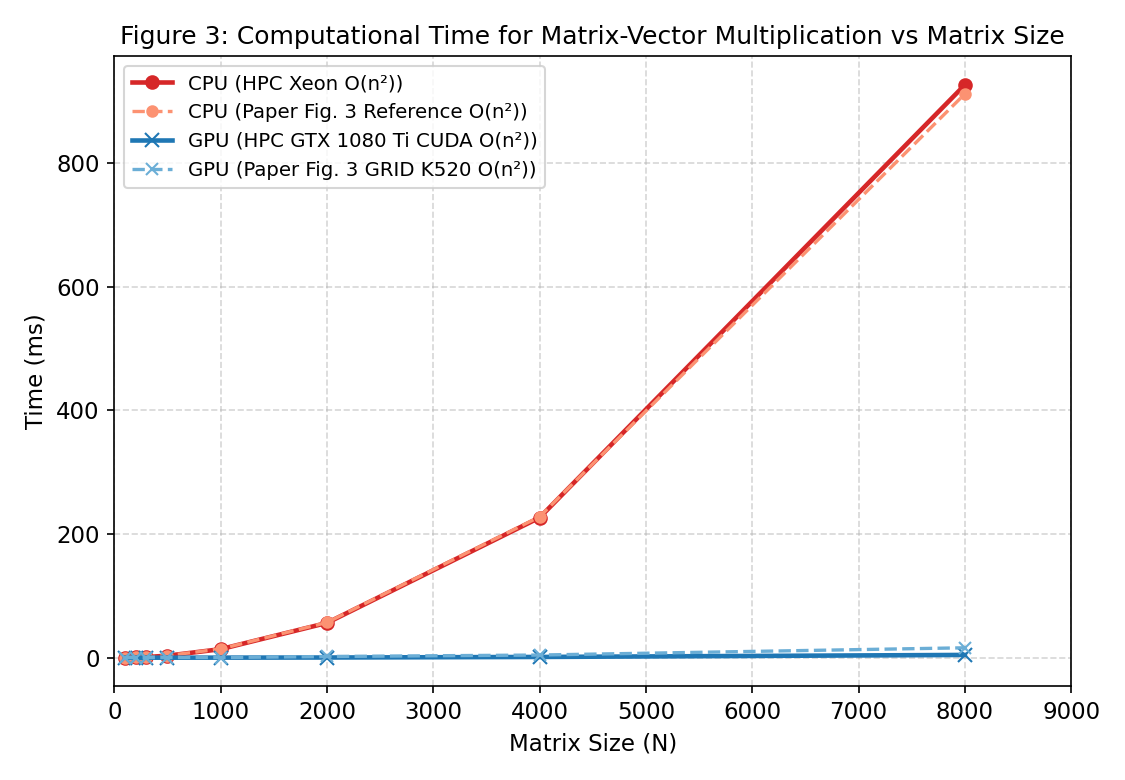 Figure 3: Computational Time for Matrix-Vector Multiplication vs Matrix Size
CPU (HPC Xeon O(n²))
CPU (Paper Fig. 3 Reference O(n²))
GPU (HPC GTX 1080 Ti CUDA O(n²))
GPU (Paper Fig. 3 GRID K520 O(n²))
Time (ms)
800
600
400
200
0
0 1000 2000 3000 4000 5000 6000 7000 8000 9000
Matrix Size (N)